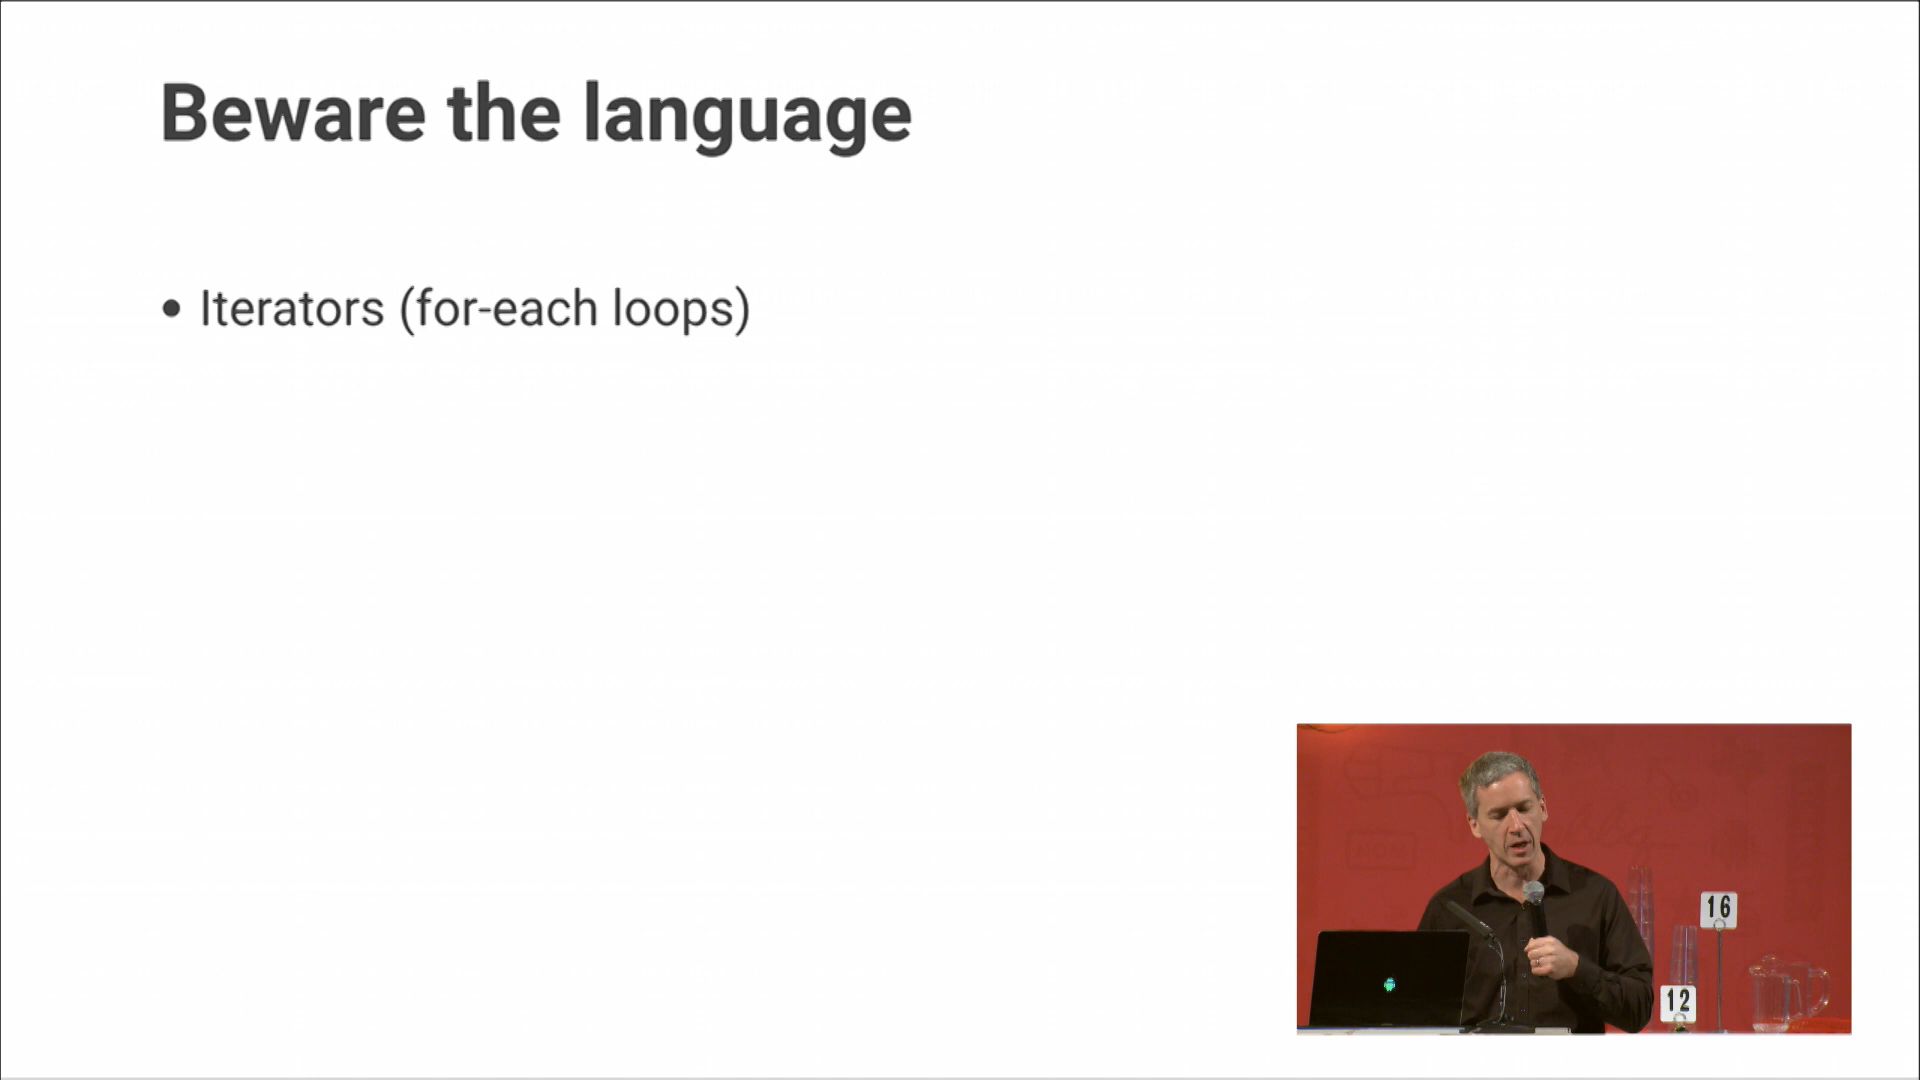 Beware the language
• Iterators (for-each loops)
16
12